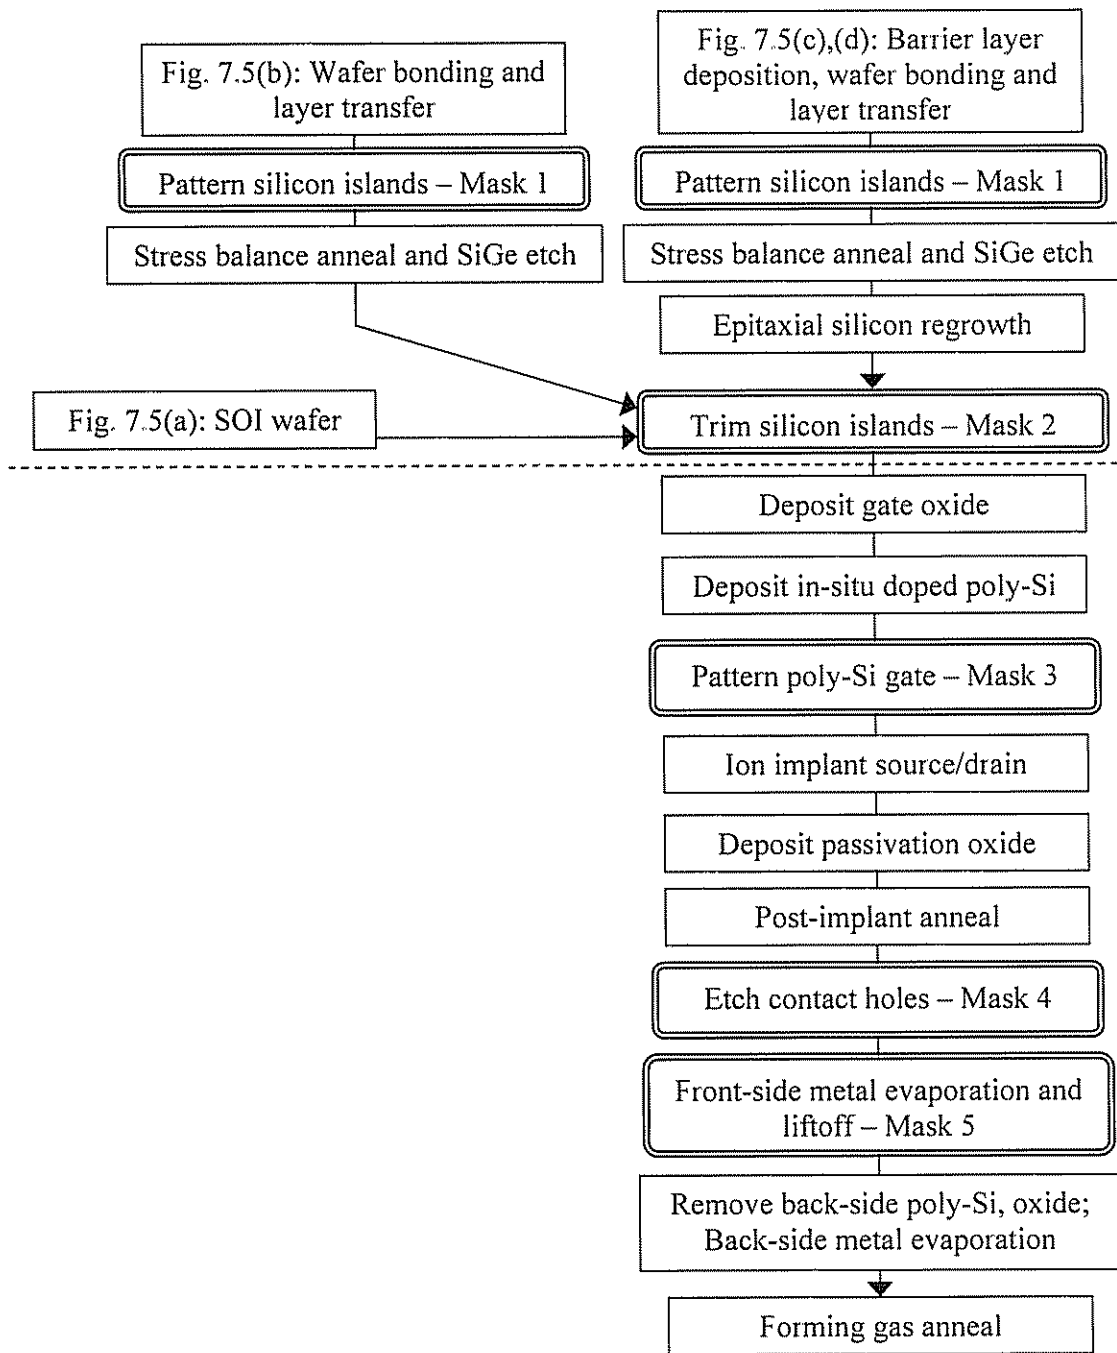 Fig. 7.5(b): Wafer bonding and
layer transfer
Pattern silicon islands – Mask 1
Stress balance anneal and SiGe etch
Fig. 7.5(c),(d): Barrier layer
deposition, wafer bonding and
layer transfer
Pattern silicon islands – Mask 1
Stress balance anneal and SiGe etch
Epitaxial silicon regrowth
Fig. 7.5(a): SOI wafer
Trim silicon islands – Mask 2
Deposit gate oxide
Deposit in-situ doped poly-Si
Pattern poly-Si gate – Mask 3
Ion implant source/drain
Deposit passivation oxide
Post-implant anneal
Etch contact holes – Mask 4
Front-side metal evaporation and
liftoff – Mask 5
Remove back-side poly-Si, oxide;
Back-side metal evaporation
Forming gas anneal